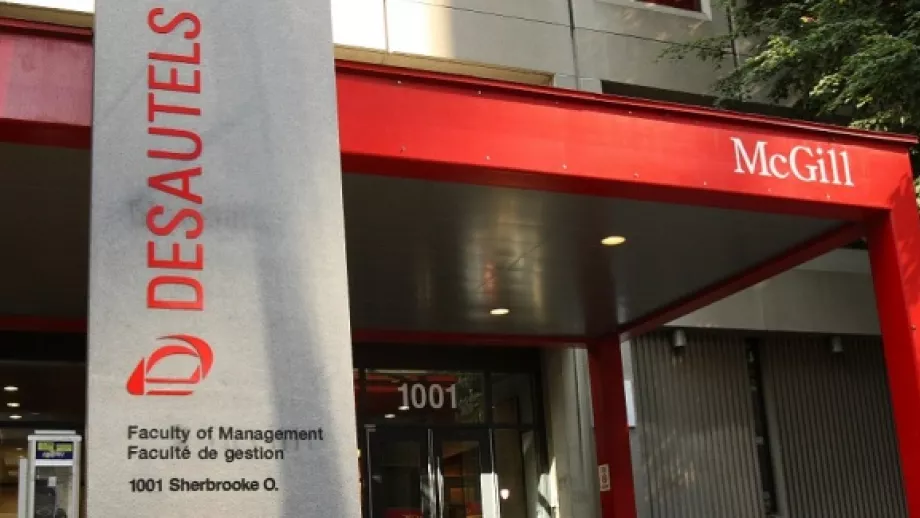 DESAUTELS
Faculty of Management
Faculté de gestion
1001 Sherbrooke O.
McGill
1001